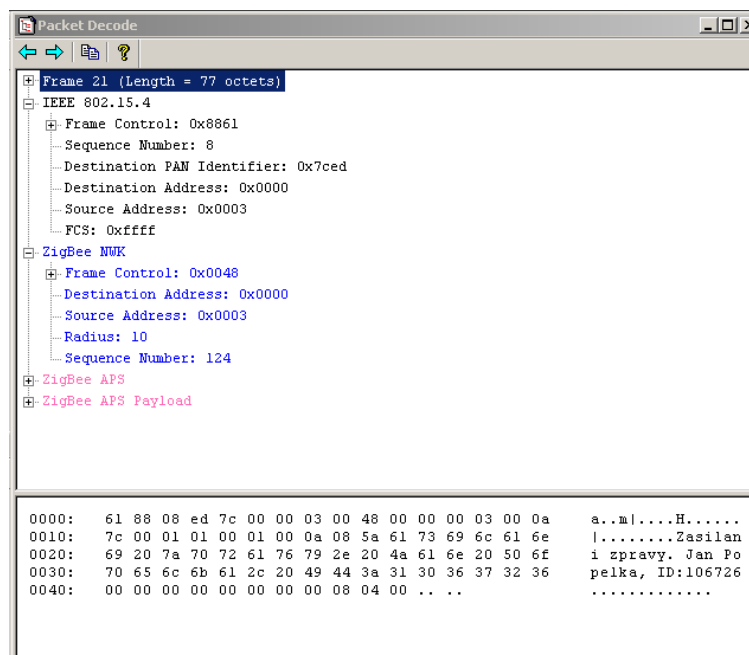 Packet Decode
Frame 21 (Length = 77 octets)
IEEE 802.15.4
Frame Control: 0x8861
Sequence Number: 8
Destination PAN Identifier: 0x7ced
Destination Address: 0x0000
Source Address: 0x0003
FCS: 0xffff
ZigBee NWK
Frame Control: 0x0048
Destination Address: 0x0000
Source Address: 0x0003
Radius: 10
Sequence Number: 124
ZigBee APS
ZigBee APS Payload
0000: 61 88 08 ed 7c 00 00 03 00 48 00 00 00 03 00 0a a..m|....H......
0010: 7c 00 01 01 00 01 00 0a 08 5a 61 73 69 6c 61 6e |........Zasilan
0020: 69 20 7a 70 72 61 76 79 2e 20 4a 61 6e 20 50 6f i zpravy. Jan Po
0030: 70 65 6c 6b 61 2c 20 49 44 3a 31 30 36 37 32 36 pelka, ID:106726
0040: 00 00 00 00 00 00 00 00 08 04 00 .. .. .............